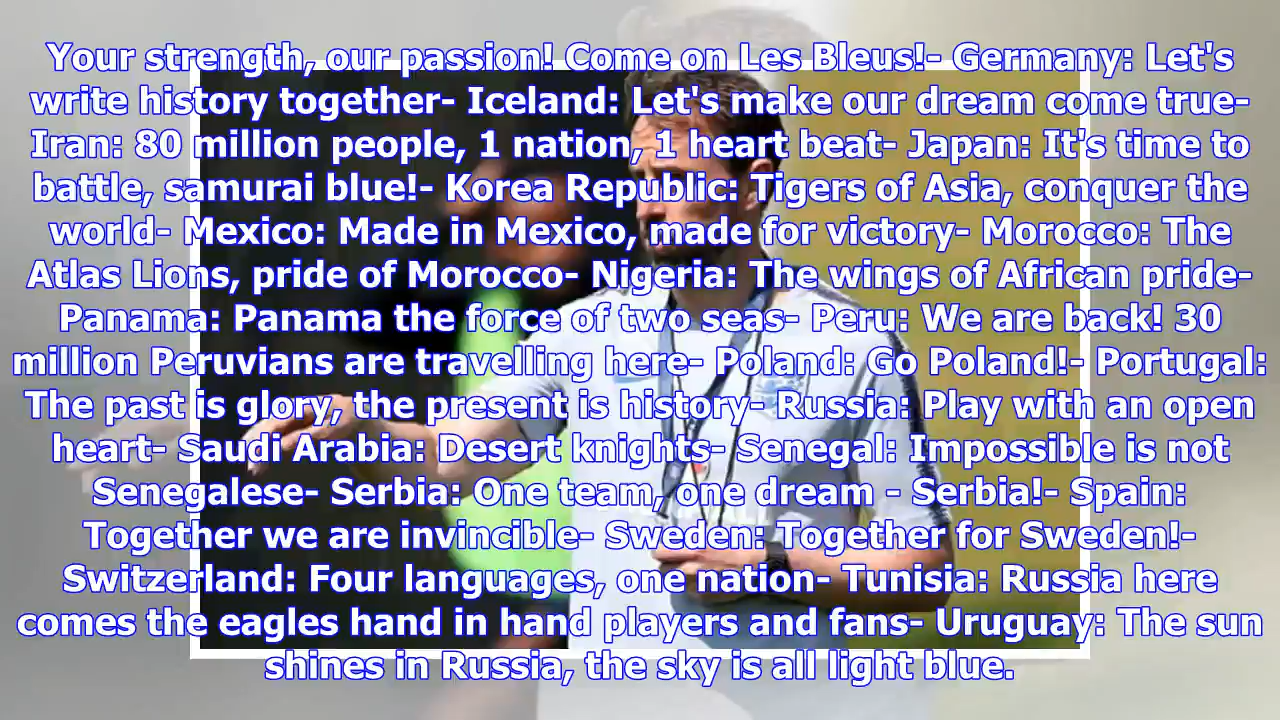 Your strength, our passion! Come on Les Bleus!- Germany: Let's
write history together- Iceland: Let's make our dream come true-
Iran: 80 million people, 1 nation, 1 heart beat- Japan: It's time to
battle, samurai blue!- Korea Republic: Tigers of Asia, conquer the
world- Mexico: Made in Mexico, made for victory- Morocco: The
Atlas Lions, pride of Morocco- Nigeria: The wings of African pride-
Panama: Panama the force of two seas- Peru: We are back! 30
million Peruvians are travelling here- Poland: Go Poland!- Portugal:
The past is glory, the present is history- Russia: Play with an open
heart- Saudi Arabia: Desert knights- Senegal: Impossible is not
Senegalese- Serbia: One team, one dream - Serbia!- Spain:
Together we are invincible- Sweden: Together for Sweden!-
Switzerland: Four languages, one nation- Tunisia: Russia here
comes the eagles hand in hand players and fans- Uruguay: The sun
shines in Russia, the sky is all light blue.